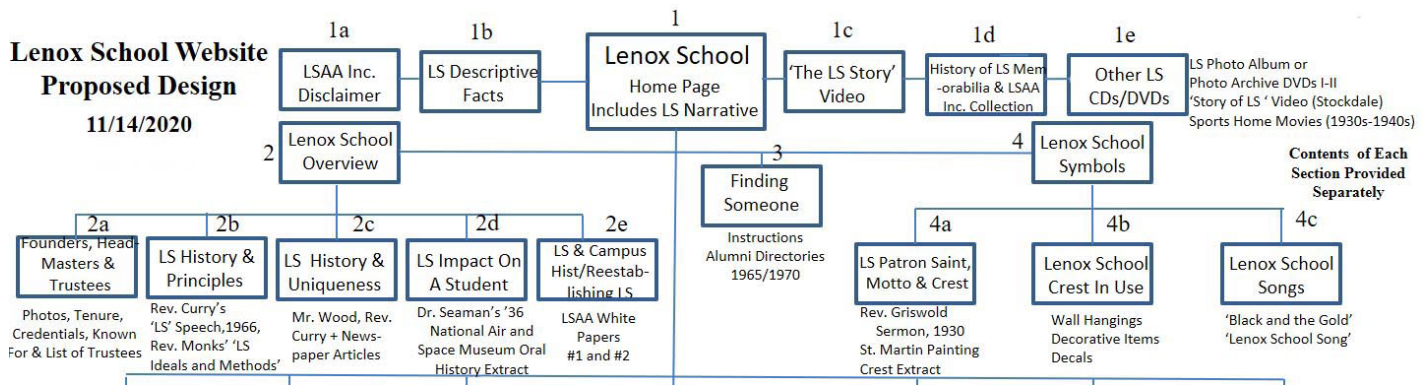 Lenox School Website
Proposed Design
11/14/2020
1a
LSAA Inc.
Disclaimer
1b
LS Descriptive
Facts
1
Lenox School
Home Page
Includes LS Narrative
1c
‘The LS Story’
Video
1d
History of LS Mem
-orabilia & LSAA
Inc. Collection
1e
Other LS
CDs/DVDs
LS Photo Album or
Photo Archive DVDs I-II
‘Story of LS ‘ Video (Stockdale)
Sports Home Movies (1930s-1940s)
2
Lenox School
Overview
3
Finding
Someone
Instructions
Alumni Directories
1965/1970
4
Lenox School
Symbols
Contents of Each
Section Provided
Separately
2a
Founders, Head-
Masters &
Trustees
Photos, Tenure,
Credentials, Known
For & List of Trustees
2b
LS History &
Principles
Rev. Curry’s
‘LS’ Speech,1966,
Rev. Monks’ ‘LS
Ideals and Methods’
2c
LS History &
Uniqueness
Mr. Wood, Rev.
Curry + News-
paper Articles
2d
LS Impact On
A Student
Dr. Seaman’s ’36
National Air and
Space Museum Oral
History Extract
2e
LS & Campus
Hist/Reestab-
lishing LS
LSAA White
Papers
#1 and #2
4a
LS Patron Saint,
Motto & Crest
Rev. Griswold
Sermon, 1930
St. Martin Painting
Crest Extract
4b
Lenox School
Crest In Use
Wall Hangings
Decorative Items
Decals
4c
Lenox School
Songs
‘Black and the Gold’
‘Lenox School Song’